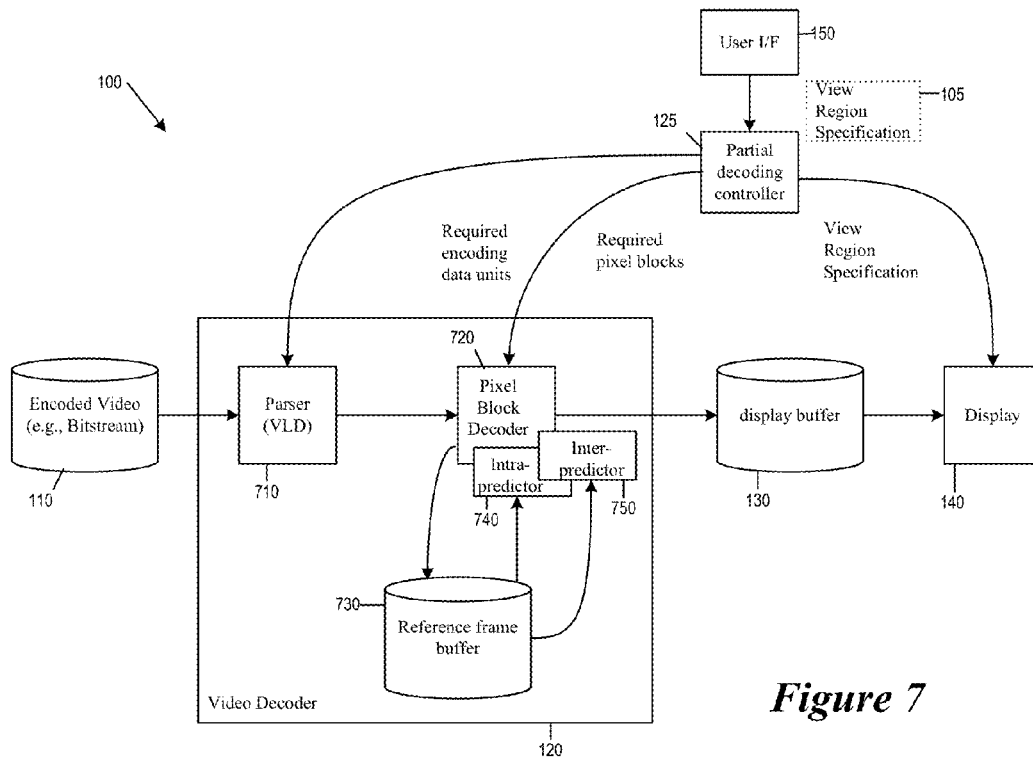 User I/F
150
100
View
Region
Specification
105
125
Partial
decoding
controller
Required
encoding
data units
Required
pixel blocks
View
Region
Specification
720
Encoded Video
(e.g., Bitstream)
Parser
(VLD)
Pixel
Block
Decoder
display buffer
Display
Inter-
predictor
Intra-
predictor
110
710
740
750
130
140
730
Reference frame
buffer
Video Decoder
120
Figure 7